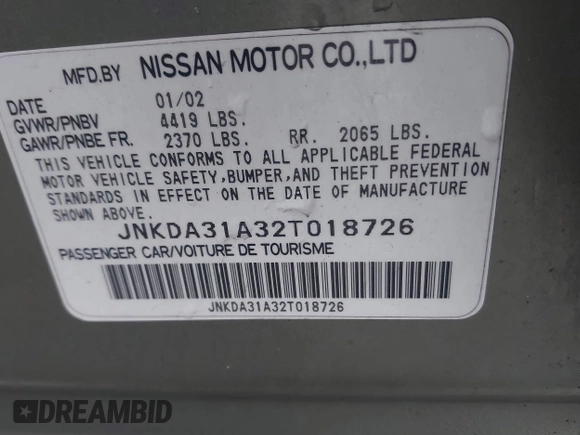 MFD.BY NISSAN MOTOR CO.,LTD
DATE 01/02
GVWR/PNBV 4419 LBS.
GAWR/PNBE FR. 2370 LBS. RR. 2065 LBS.
THIS VEHICLE CONFORMS TO ALL APPLICABLE FEDERAL
MOTOR VEHICLE SAFETY,BUMPER,AND THEFT PREVENTION
STANDARDS IN EFFECT ON THE DATE OF MANUFACTURE
SHOWN ABOVE.
JNKDA31A32T018726
PASSENGER CAR/VOITURE DE TOURISME
JNKDA31A32T018726
DREAMBID